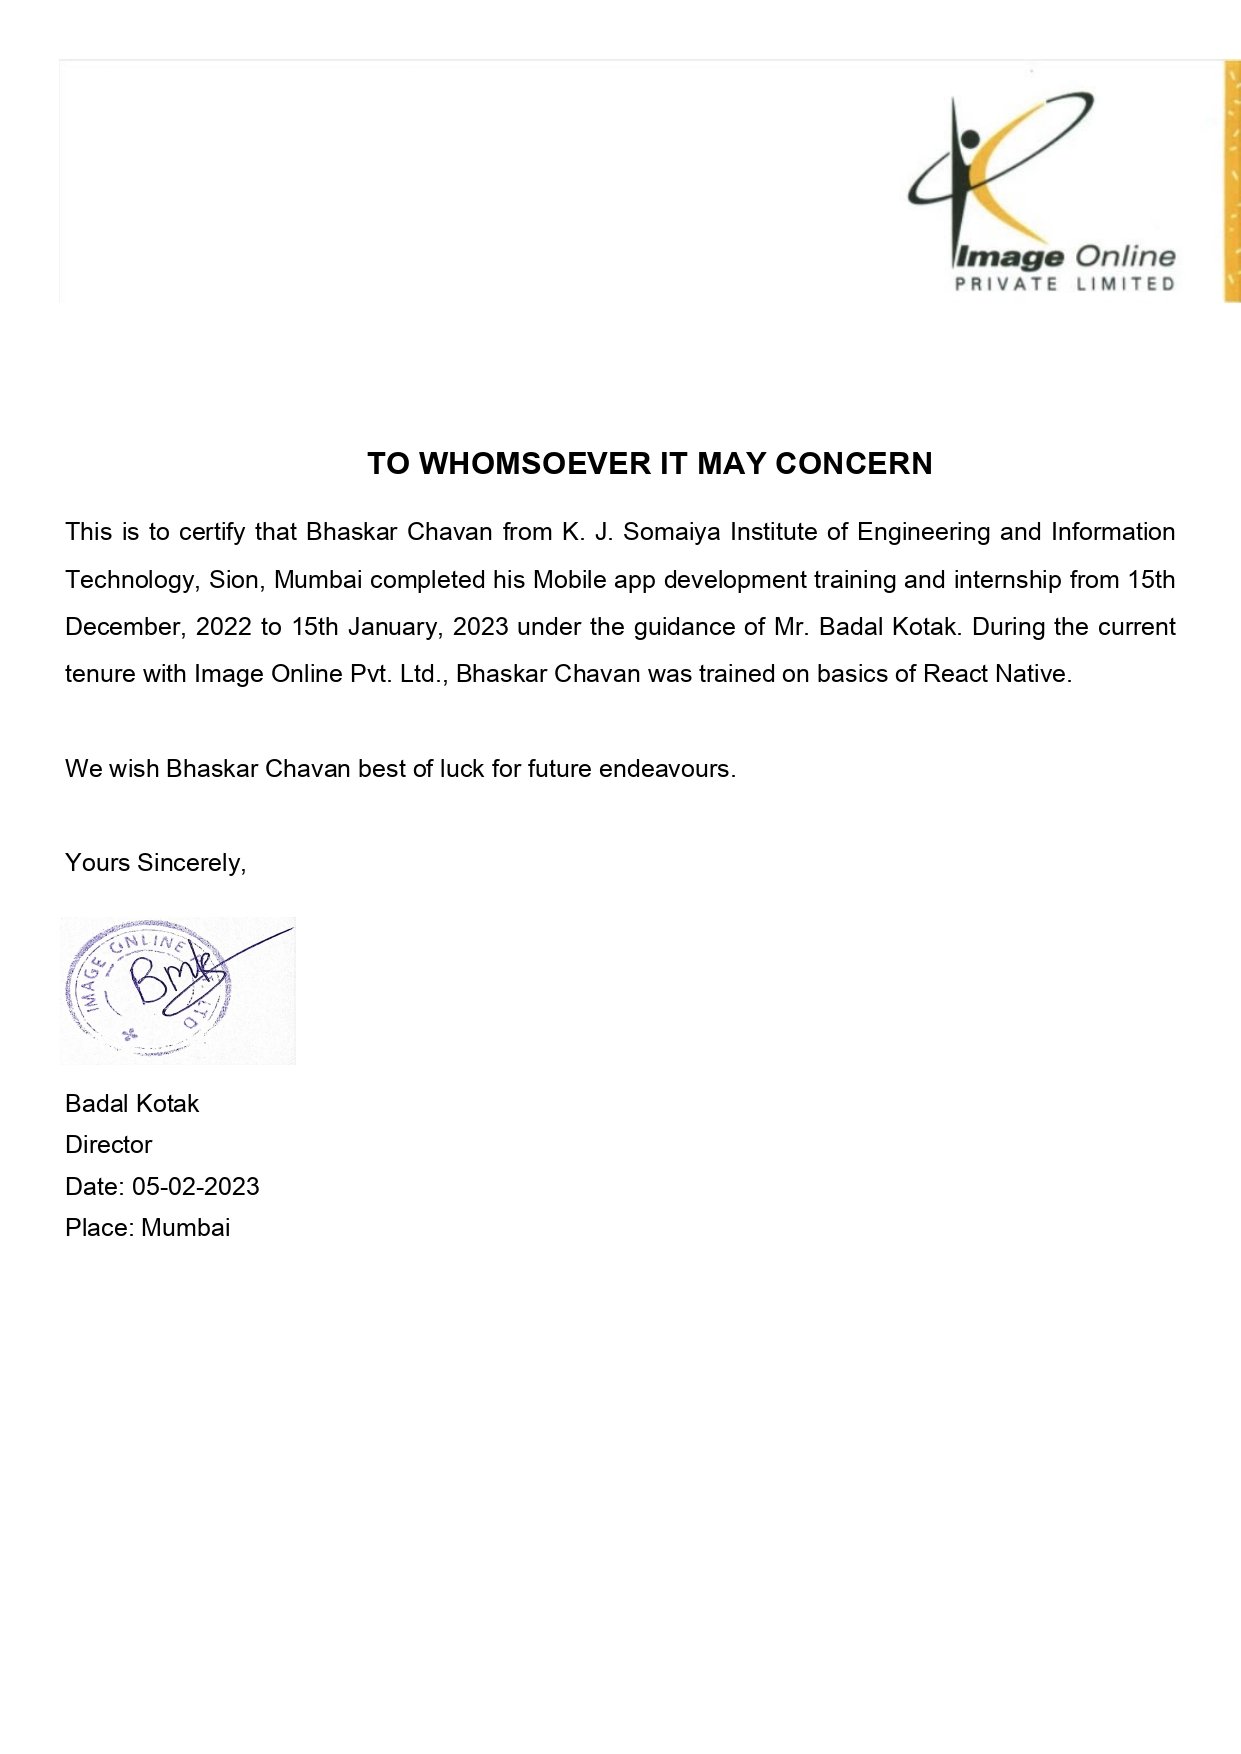 Image Online
PRIVATE LIMITED
TO WHOMSOEVER IT MAY CONCERN
This is to certify that Bhaskar Chavan from K. J. Somaiya Institute of Engineering and Information
Technology, Sion, Mumbai completed his Mobile app development training and internship from 15th
December, 2022 to 15th January, 2023 under the guidance of Mr. Badal Kotak. During the current
tenure with Image Online Pvt. Ltd., Bhaskar Chavan was trained on basics of React Native.
We wish Bhaskar Chavan best of luck for future endeavours.
Yours Sincerely,
IMAGE ONLINE LTD
Badal Kotak
Director
Date: 05-02-2023
Place: Mumbai